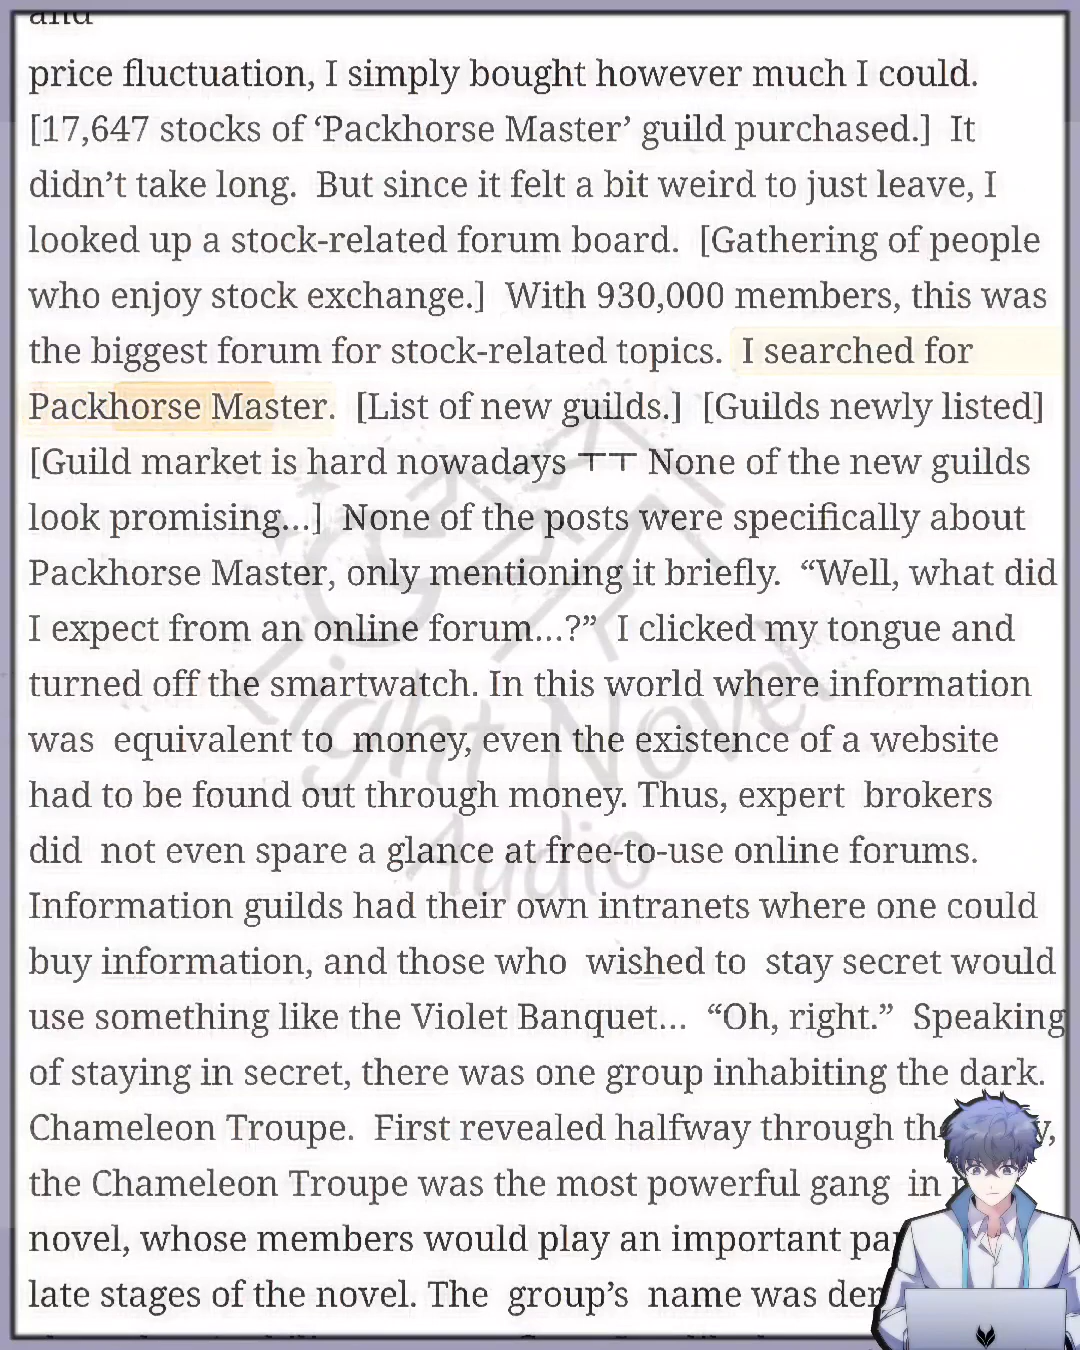 and
price fluctuation, I simply bought however much I could.
[17,647 stocks of ‘Packhorse Master’ guild purchased.]  It
didn’t take long.  But since it felt a bit weird to just leave, I
looked up a stock-related forum board.  [Gathering of people
who enjoy stock exchange.]  With 930,000 members, this was
the biggest forum for stock-related topics.  I searched for
Packhorse Master.  [List of new guilds.]  [Guilds newly listed]
[Guild market is hard nowadays ㅜㅜ None of the new guilds
look promising...]  None of the posts were specifically about
Packhorse Master, only mentioning it briefly.  “Well, what did
I expect from an online forum...?”  I clicked my tongue and
turned off the smartwatch. In this world where information
was  equivalent to  money, even the existence of a website
had to be found out through money. Thus, expert  brokers
did  not even spare a glance at free-to-use online forums.
Information guilds had their own intranets where one could
buy information, and those who  wished to  stay secret would
use something like the Violet Banquet...  “Oh, right.”  Speaking
of staying in secret, there was one group inhabiting the dark.
Chameleon Troupe.  First revealed halfway through
the Chameleon Troupe was the most powerful gang  in
novel, whose members would play an important
late stages of the novel. The  group’s  name was
Light Novel
Audio